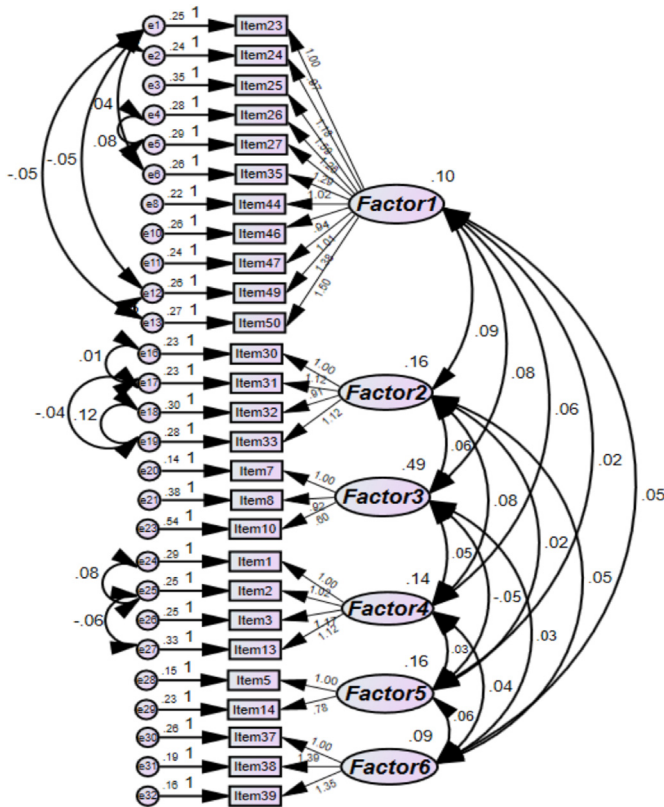 e1 .25 1 Item23
e2 .24 1 Item24
1.00
.97
e3 .35 1 Item25
.04
e4 .28 1 Item26
1.18
e5 .29 1 Item27
.08
-.05
-.05
e6 .26 1 Item35
1.29
.10
e8 .22 1 Item44
1.02
Factor1
e10 .26 1 Item46
.94
e11 .24 1 Item47
1.01
e12 .26 1 Item49
1.38
e13 .27 1 Item50
1.50
.09
e16 .23 1 Item30
.01
1.00
.16
.08
e17 .23 1 Item31
1.12
Factor2
.06
e18 .30 1 Item32
.91
-.04
.12
e19 .28 1 Item33
1.12
.06
.02
e20 .14 1 Item7
1.00
.49
e21 .38 1 Item8
.92
Factor3
.08
.05
e23 .54 1 Item10
.60
.02
e24 .29 1 Item1
.05
.08
1.00
.14
-.05
.05
e25 .25 1 Item2
1.02
Factor4
e26 .25 1 Item3
-.06
e27 .33 1 Item13
1.12
.03
.03
e28 .15 1 Item5
1.00
.16
Factor5
.04
e29 .23 1 Item14
.78
.06
e30 .26 1 Item37
1.00
.09
e31 .19 1 Item38
1.39
Factor6
e32 .16 1 Item39
1.35